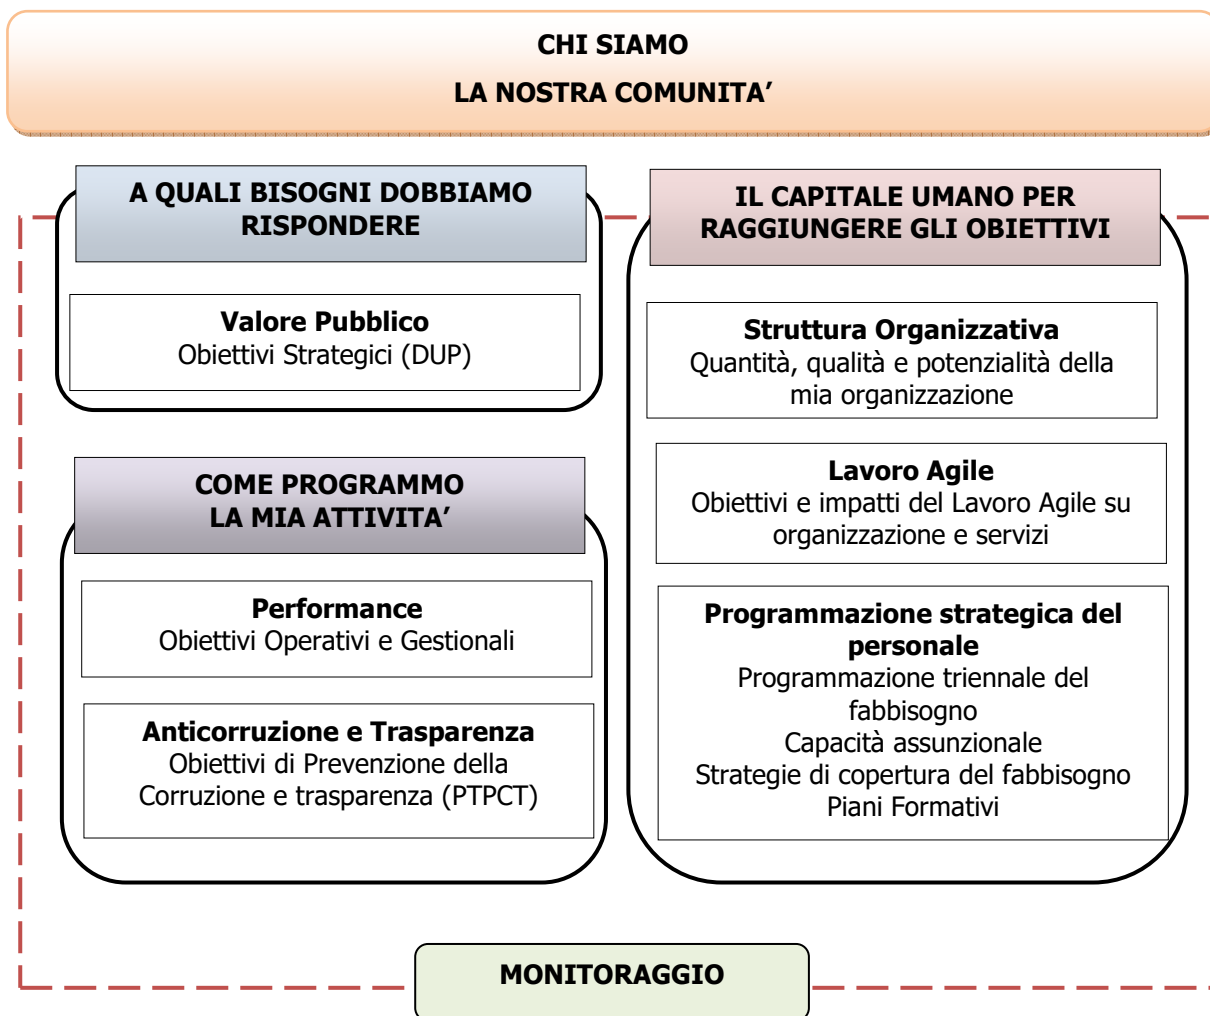 CHI SIAMO
LA NOSTRA COMUNITA’
A QUALI BISOGNI DOBBIAMO
RISPONDERE
Valore Pubblico
Obiettivi Strategici (DUP)
COME PROGRAMMO
LA MIA ATTIVITA’
Performance
Obiettivi Operativi e Gestionali
Anticorruzione e Trasparenza
Obiettivi di Prevenzione della
Corruzione e trasparenza (PTPCT)
IL CAPITALE UMANO PER
RAGGIUNGERE GLI OBIETTIVI
Struttura Organizzativa
Quantità, qualità e potenzialità della
mia organizzazione
Lavoro Agile
Obiettivi e impatti del Lavoro Agile su
organizzazione e servizi
Programmazione strategica del
personale
Programmazione triennale del
fabbisogno
Capacità assunzionale
Strategie di copertura del fabbisogno
Piani Formativi
MONITORAGGIO